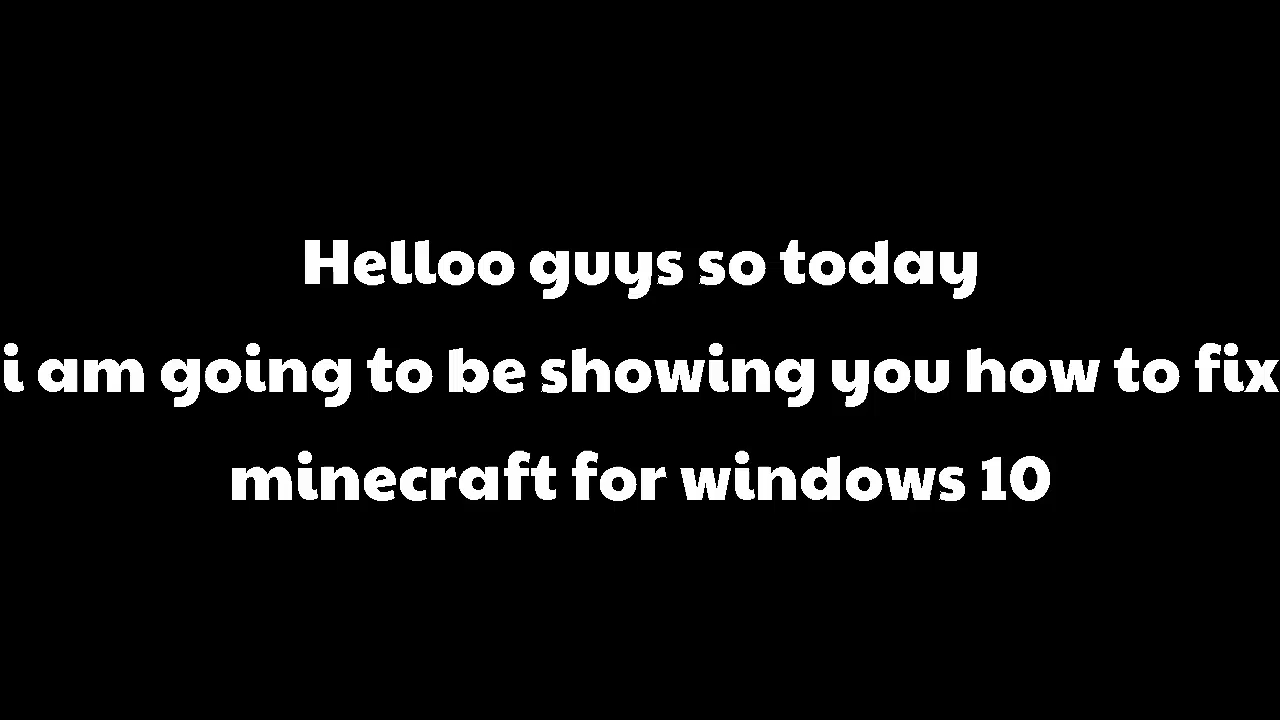 Helloo guys so today
i am going to be showing you how to fix
minecraft for windows 10